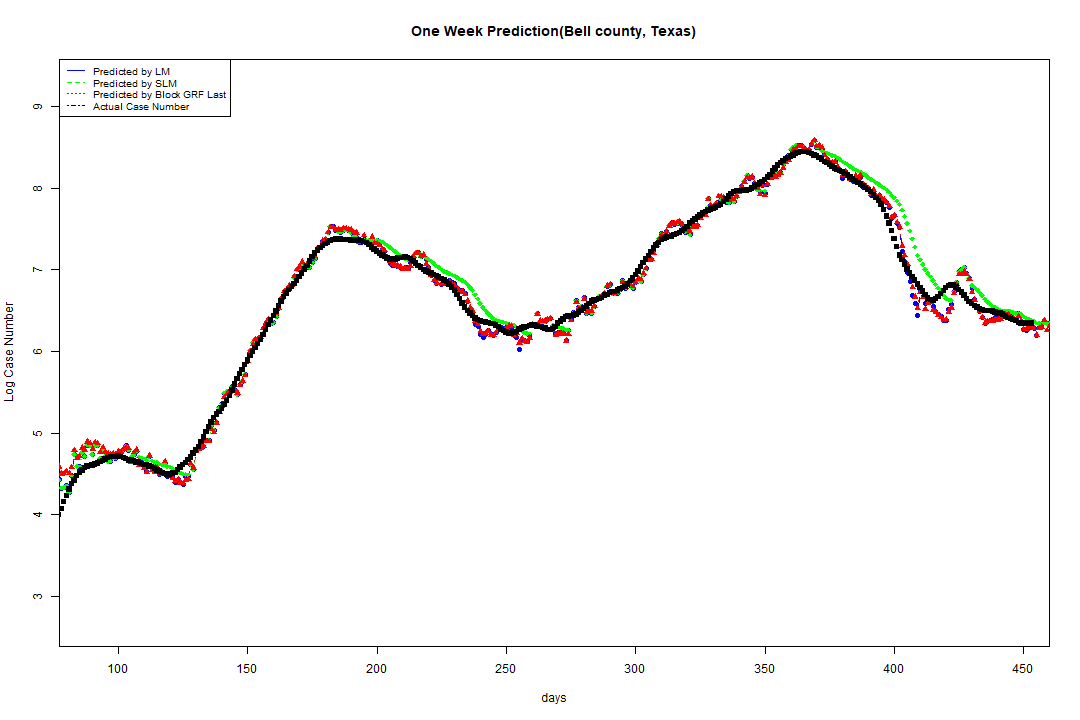 One Week Prediction(Bell county, Texas)
Predicted by LM
Predicted by SLM
Predicted by Block GRF Last
Actual Case Number
9
8
7
6
5
4
3
Log Case Number
100 150 200 250 300 350 400 450
days